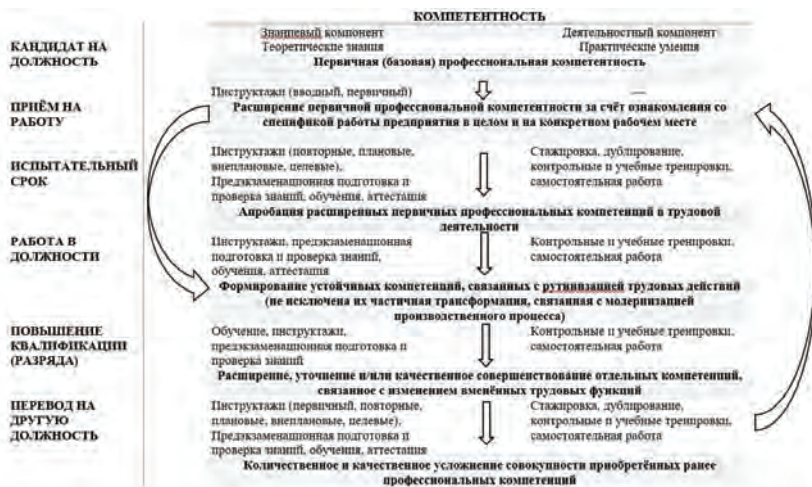 КОМПЕТЕНТНОСТЬ
КАНДИДАТ НА
ДОЛЖНОСТЬ
Знаниевый компонент
Теоретические знания
Деятельностный компонент
Практические умения
Первичная (базовая) профессиональная компетентность
ПРИЁМ НА
РАБОТУ
Инструктажи (вводный, первичный)
—
Расширение первичной профессиональной компетентности за счёт ознакомления со
спецификой работы предприятия в целом и на конкретном рабочем месте
ИСПЫТАТЕЛЬНЫЙ
СРОК
Инструктажи (повторные, плановые,
внеплановые, целевые),
Предэкзаменационная подготовка и
проверка знаний, обучения, аттестация
Стажировка, дублирование,
контрольные и учебные тренировки,
самостоятельная работа
Апробация расширенных первичных профессиональных компетенций в трудовой
деятельности
РАБОТА В
ДОЛЖНОСТИ
Инструктажи, предэкзаменационная
подготовка и проверка знаний,
обучения, аттестация
Контрольные и учебные тренировки,
самостоятельная работа
Формирование устойчивых компетенций, связанных с рутинизацией трудовых действий
(не исключена их частичная трансформация, связанная с модернизацией
производственного процесса)
ПОВЫШЕНИЕ
КВАЛИФИКАЦИИ
(РАЗРЯДА)
Обучение, инструктажи,
предэкзаменационная подготовка и
проверка знаний
Контрольные и учебные тренировки,
самостоятельная работа
Расширение, уточнение и/или качественное совершенствование отдельных компетенций,
связанное с изменением вменённых трудовых функций
ПЕРЕВОД НА
ДРУГУЮ
ДОЛЖНОСТЬ
Инструктажи (первичный, повторные,
плановые, внеплановые, целевые),
Предэкзаменационная подготовка и
проверка знаний, обучения, аттестация
Стажировка, дублирование,
контрольные и учебные тренировки,
самостоятельная работа
Количественное и качественное усложнение совокупности приобретённых ранее
профессиональных компетенций